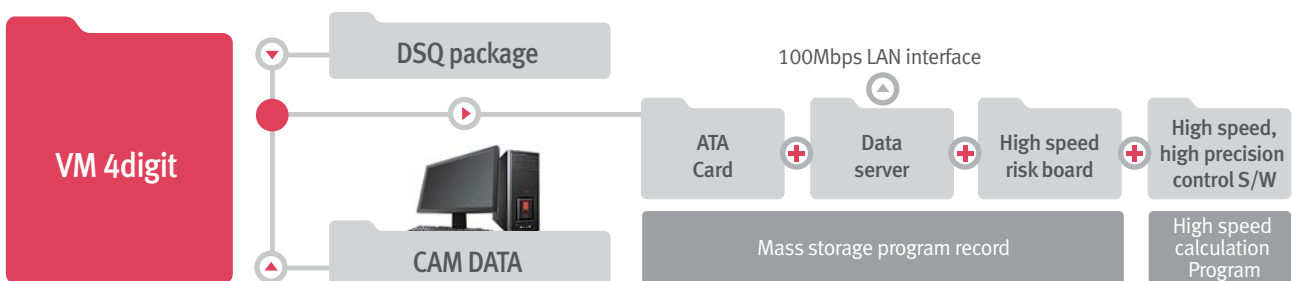 VM 4digit
DSQ package
CAM DATA
100Mbps LAN interface
ATA
Card
Data
server
High speed
risk board
High speed,
high precision
control S/W
Mass storage program record
High speed
calculation
Program